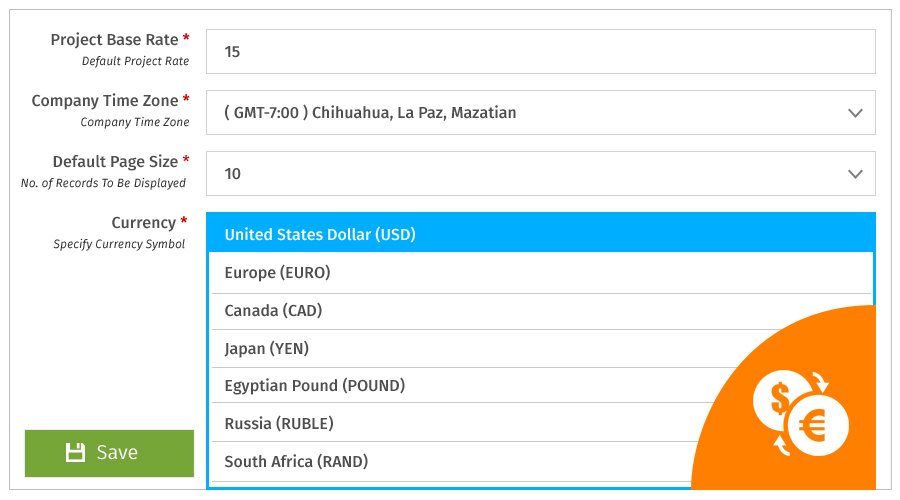 Project Base Rate *
Default Project Rate
15
Company Time Zone *
Company Time Zone
( GMT-7:00 ) Chihuahua, La Paz, Mazatian
Default Page Size *
No. of Records To Be Displayed
10
Currency *
Specify Currency Symbol
United States Dollar (USD)
Europe (EURO)
Canada (CAD)
Japan (YEN)
Egyptian Pound (POUND)
Russia (RUBLE)
South Africa (RAND)
$
€
Save